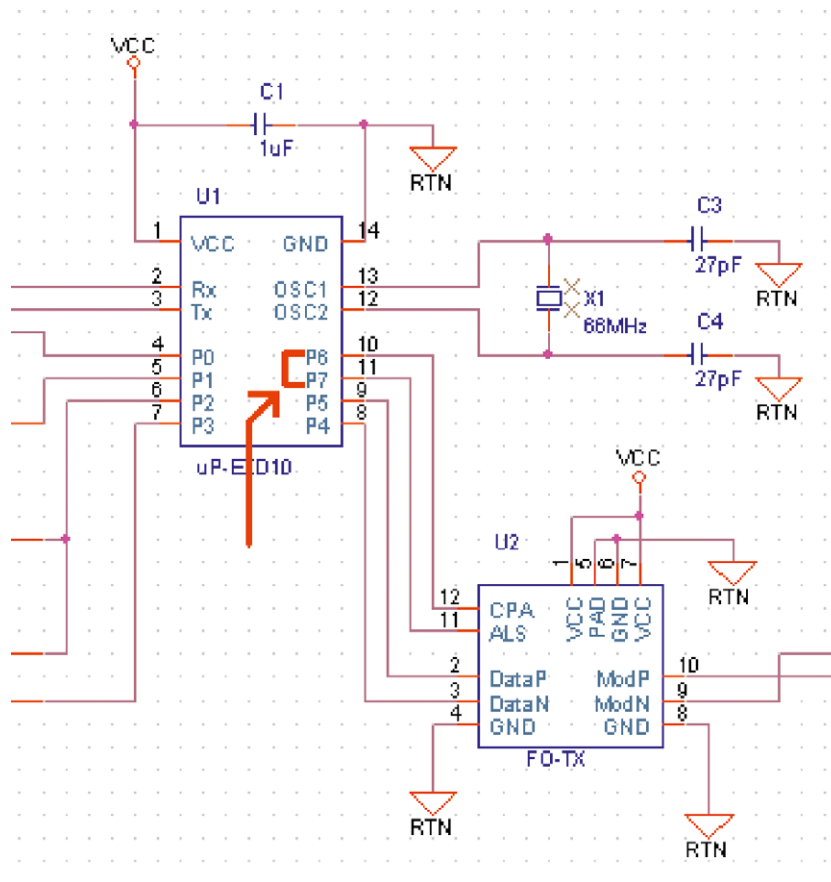 VCC
C1
1uF
RTN
U1
1 VCC GND 14
C3
27pF
RTN
2 Rx OSC1 13
3 Tx OSC2 12
X1
66MHz
C4
27pF
RTN
4 P0 P6 10
5 P1 P7 11
6 P2 P5 9
7 P3 P4 8
VCC
U2
1 5 6 7
RTN
VCC PAD GND VCC
12 CPA
11 ALS
2 DataP ModP 10
3 DataN ModN 9
4 GND GND 8
FO-TX
RTN
RTN